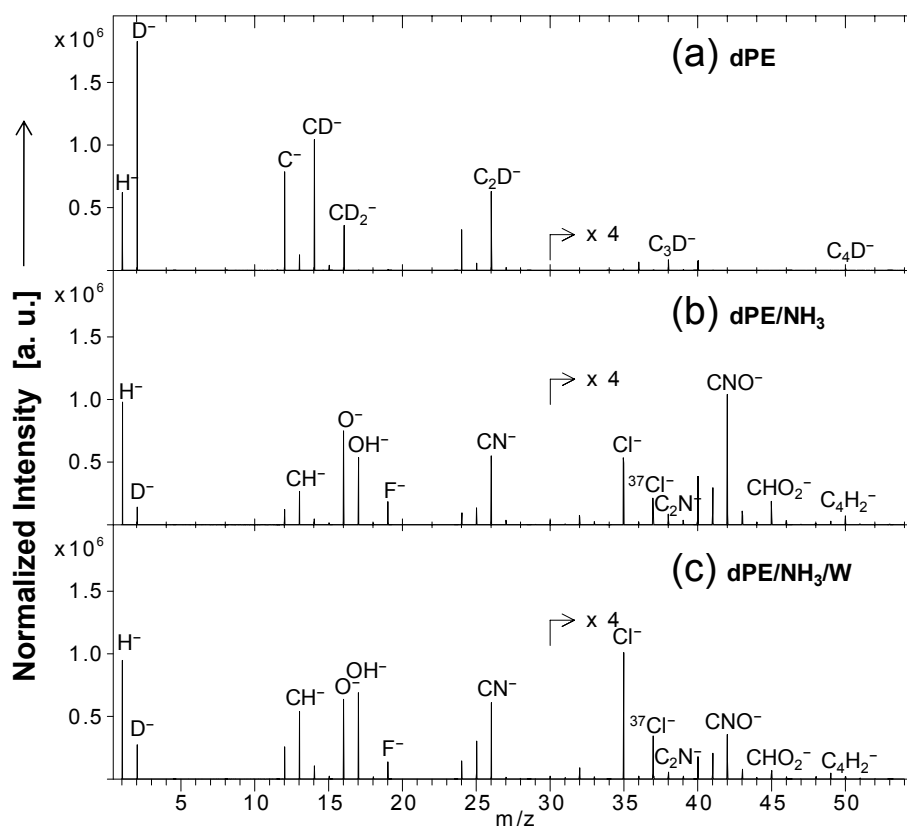 Normalized Intensity [a. u.]
x10⁶
1.5
1.0
0.5
(a) dPE
H⁻
D⁻
C⁻
CD⁻
CD₂⁻
C₂D⁻
x 4
C₃D⁻
C₄D⁻
x10⁶
1.5
1.0
0.5
(b) dPE/NH₃
H⁻
D⁻
CH⁻
O⁻
OH⁻
F⁻
CN⁻
x 4
Cl⁻
³⁷Cl⁻
C₂N⁻
CNO⁻
CHO₂⁻
C₄H₂⁻
x10⁶
1.5
1.0
0.5
(c) dPE/NH₃/W
H⁻
D⁻
CH⁻
O⁻
OH⁻
F⁻
CN⁻
x 4
Cl⁻
³⁷Cl⁻
C₂N⁻
CNO⁻
CHO₂⁻
C₄H₂⁻
5 10 15 20 25 30 35 40 45 50
m/z